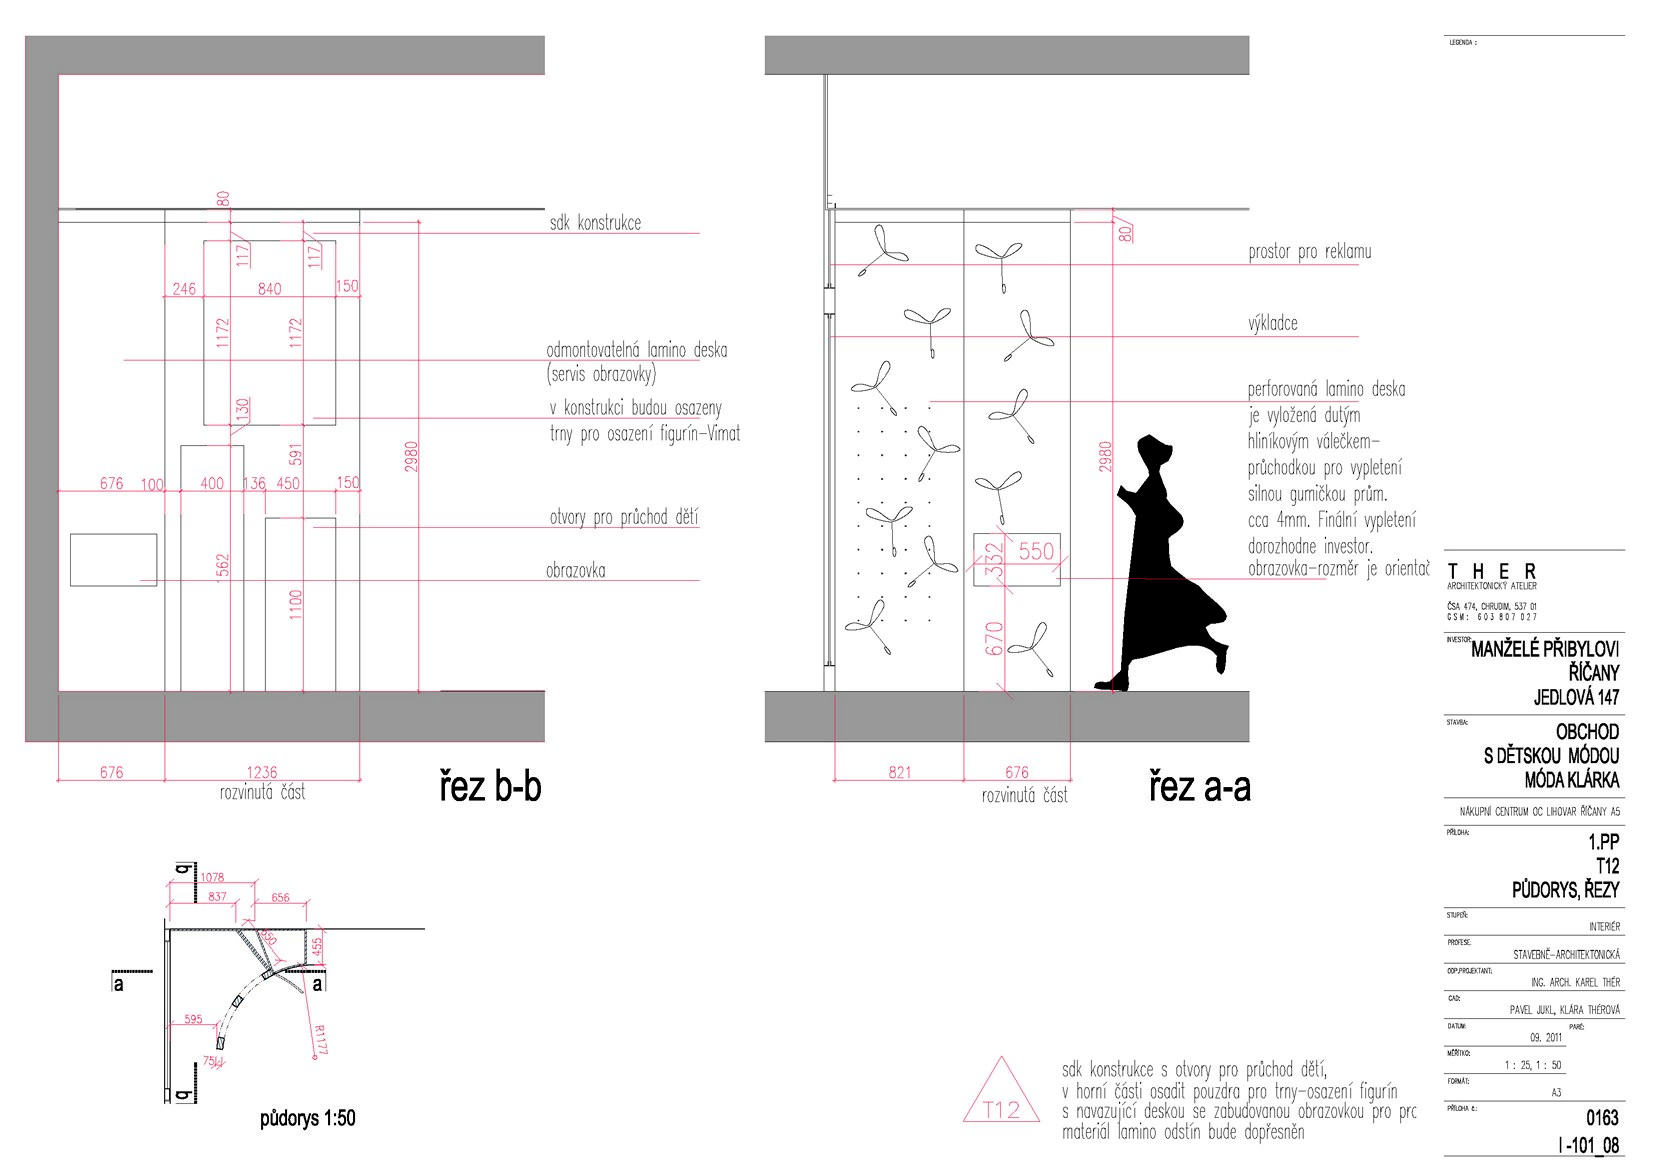 LEGENDA :
80
sdk konstrukce
117
117
246
840
150
1172
1172
odmontovatelná lamino deska
(servis obrazovky)
130
v konstrukci budou osazeny
trny pro osazení figurín-Vimat
591
2980
676
100
400
136
450
150
otvory pro průchod dětí
562
obrazovka
1100
676
1236
rozvinutá část
řez b-b
80
prostor pro reklamu
výkladce
perforovaná lamino deska
je vyložená dutým
hliníkovým válečkem-
průchodkou pro vypletení
silnou gumičkou prům.
cca 4mm. Finální vypletení
dorozhodne investor.
obrazovka-rozměr je orientač
2980
332
550
670
821
676
rozvinutá část
řez a-a
b
1078
837
656
550
455
a
a
595
R1177
75
b
půdorys 1:50
T12
sdk konstrukce s otvory pro průchod dětí,
v horní části osadit pouzdra pro trny-osazení figurín
s navazující deskou se zabudovanou obrazovkou pro prc
materiál lamino odstín bude dopřesněn
THER
ARCHITEKTONICKÝ ATELIER
ČSA 474, CHRUDIM, 537 01
GSM: 603 807 027
INVESTOR:
MANŽELÉ PŘIBYLOVI
ŘÍČANY
JEDLOVÁ 147
STAVBA:
OBCHOD
S DĚTSKOU MÓDOU
MÓDA KLÁRKA
NÁKUPNÍ CENTRUM OC LIHOVAR ŘÍČANY A5
PŘÍLOHA:
1.PP
T12
PŮDORYS, ŘEZY
STUPEŇ:
INTERIÉR
PROFESE:
STAVEBNĚ-ARCHITEKTONICKÁ
ODP.PROJEKTANT:
ING. ARCH. KAREL THÉR
CAD:
PAVEL JUKL, KLÁRA THÉROVÁ
DATUM:
PARÉ:
09. 2011
MĚŘÍTKO:
1 : 25, 1 : 50
FORMÁT:
A3
PŘÍLOHA č.:
0163
I -101_08